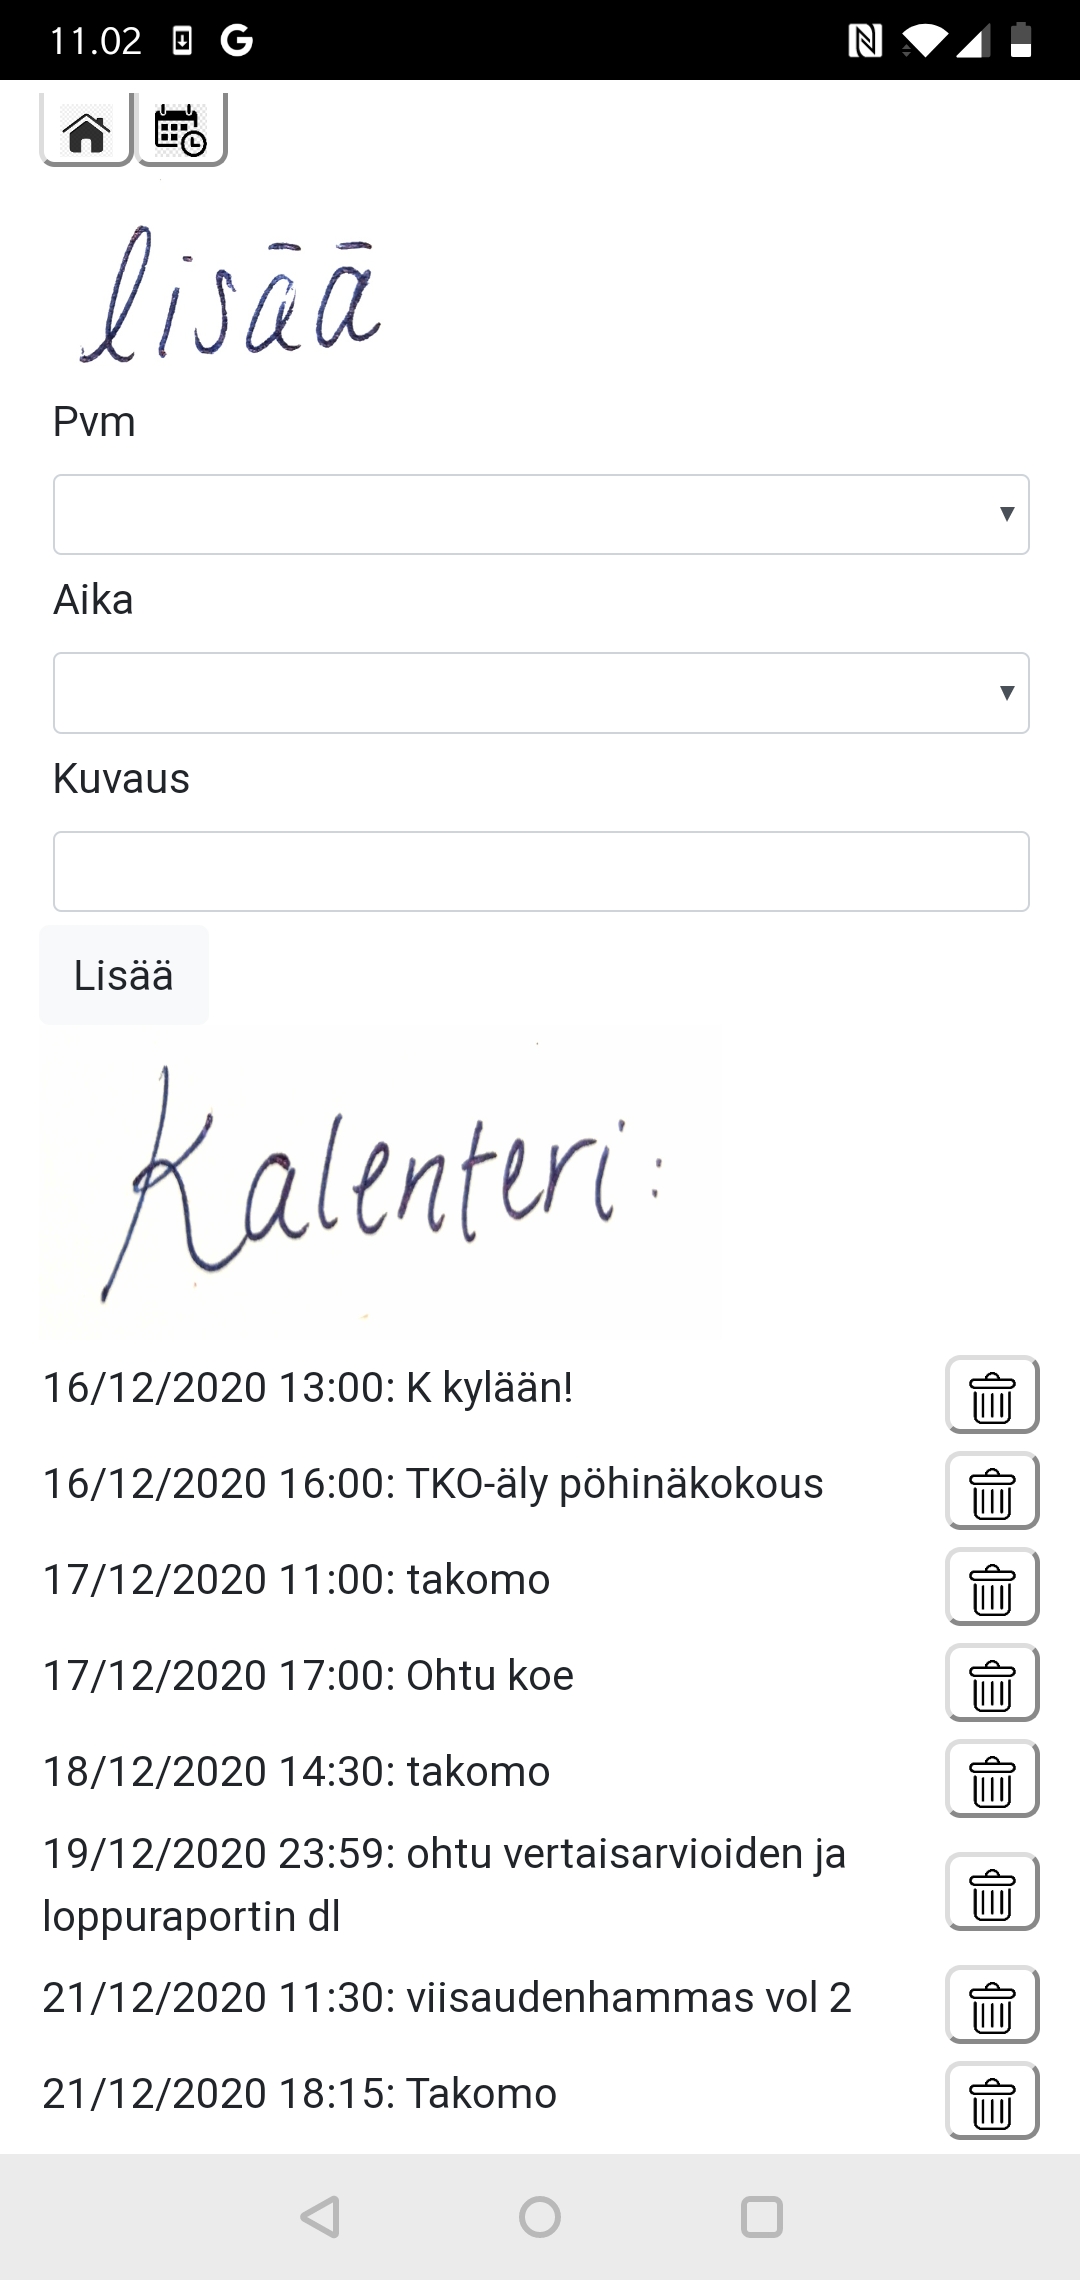 11.02
lisää
Pvm
Aika
Kuvaus
Lisää
Kalenteri:
16/12/2020 13:00: K kylään!
16/12/2020 16:00: TKO-äly pöhinäkokous
17/12/2020 11:00: takomo
17/12/2020 17:00: Ohtu koe
18/12/2020 14:30: takomo
19/12/2020 23:59: ohtu vertaisarvioiden ja
loppuraportin dl
21/12/2020 11:30: viisaudenhammas vol 2
21/12/2020 18:15: Takomo